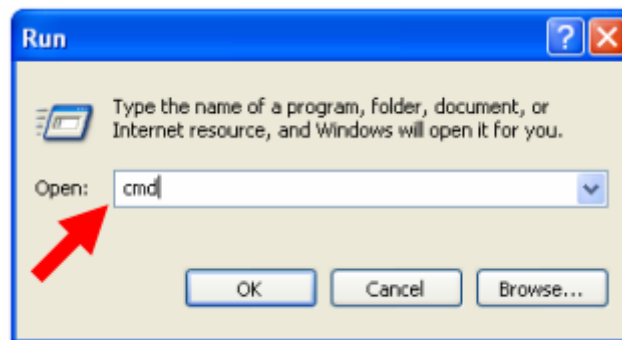 Run
Type the name of a program, folder, document, or
Internet resource, and Windows will open it for you.
Open: cmd
OK Cancel Browse...